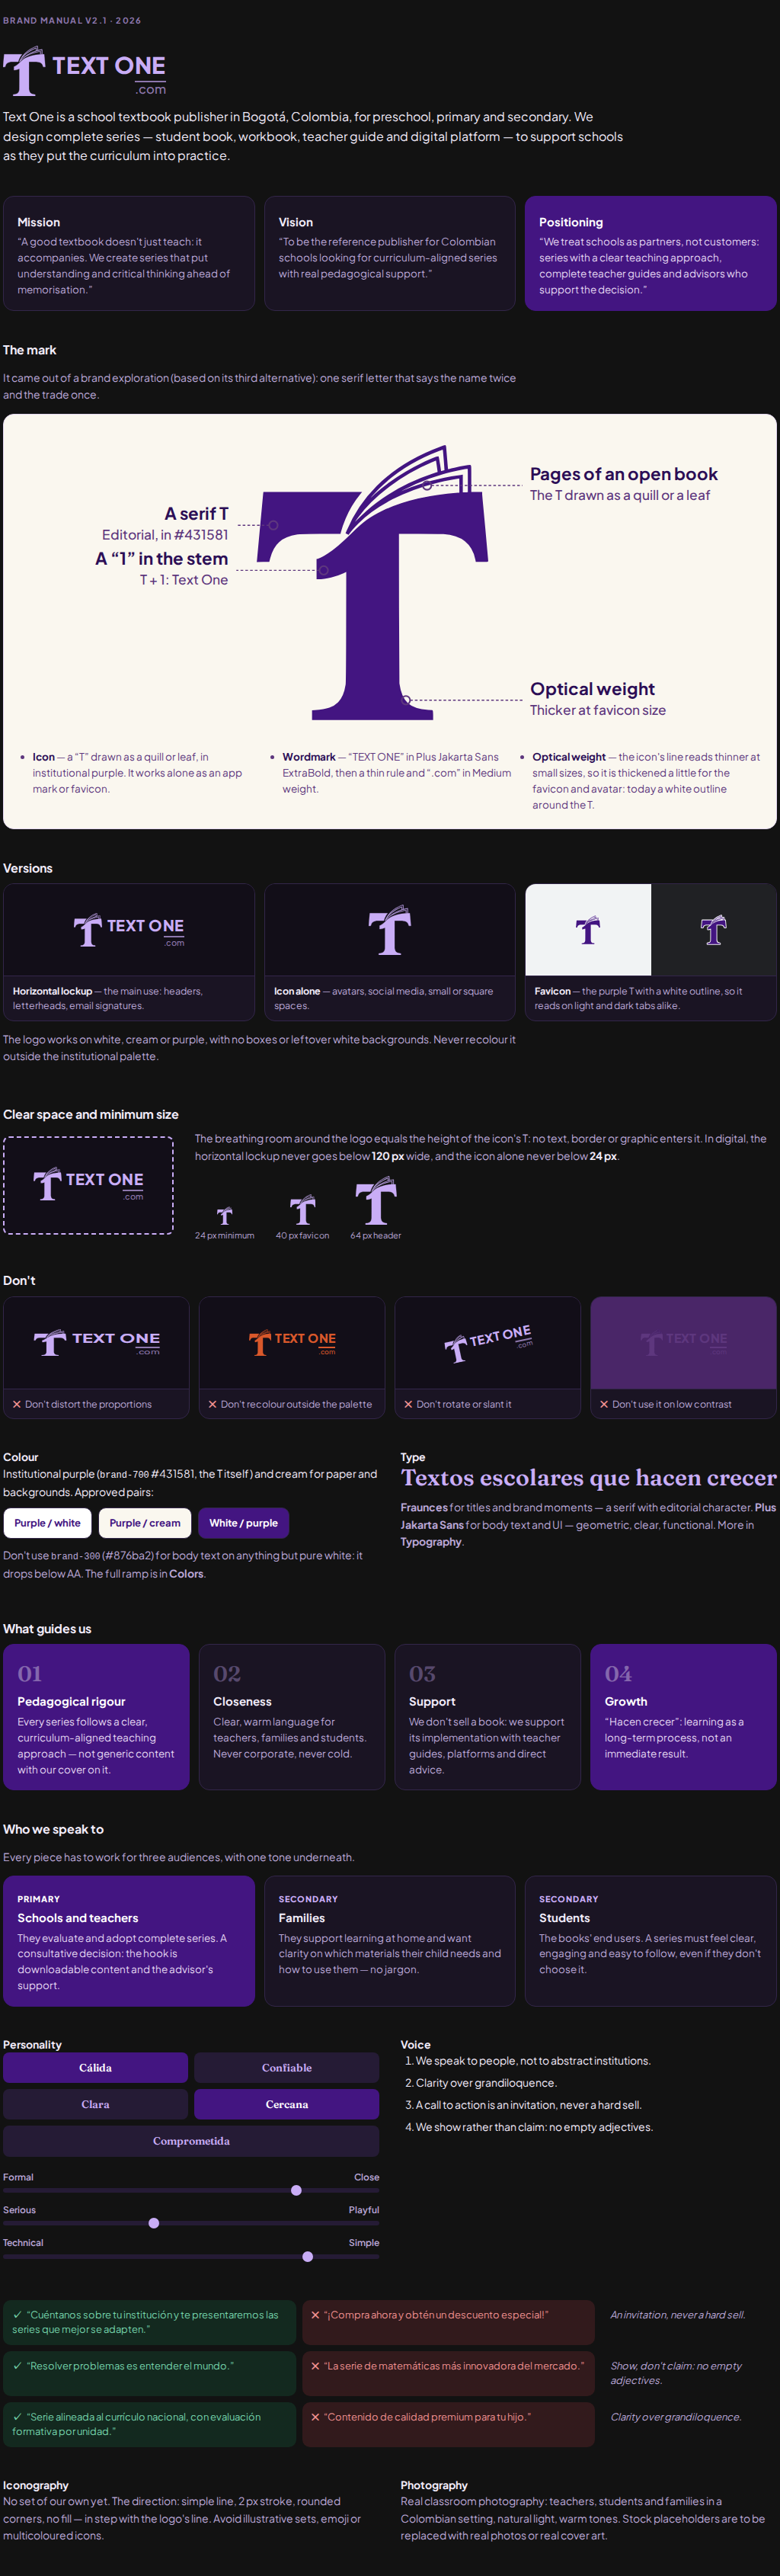 BRAND MANUAL V2.1 · 2026
TEXT ONE
.com
Text One is a school textbook publisher in Bogotá, Colombia, for preschool, primary and secondary. We
design complete series — student book, workbook, teacher guide and digital platform — to support schools
as they put the curriculum into practice.
Mission
“A good textbook doesn't just teach: it
accompanies. We create series that put
understanding and critical thinking ahead of
memorisation.”
Vision
“To be the reference publisher for Colombian
schools looking for curriculum-aligned series
with real pedagogical support.”
Positioning
“We treat schools as partners, not customers:
series with a clear teaching approach,
complete teacher guides and advisors who
support the decision.”
The mark
It came out of a brand exploration (based on its third alternative): one serif letter that says the name twice
and the trade once.
A serif T
Editorial, in #431581
A “1” in the stem
T + 1: Text One
Pages of an open book
The T drawn as a quill or a leaf
Optical weight
Thicker at favicon size
Icon — a “T” drawn as a quill or leaf, in
institutional purple. It works alone as an app
mark or favicon.
Wordmark — “TEXT ONE” in Plus Jakarta Sans
ExtraBold, then a thin rule and “.com” in Medium
weight.
Optical weight — the icon's line reads thinner at
small sizes, so it is thickened a little for the
favicon and avatar: today a white outline
around the T.
Versions
TEXT ONE
.com
Horizontal lockup — the main use: headers,
letterheads, email signatures.
Icon alone — avatars, social media, small or square
spaces.
Favicon — the purple T with a white outline, so it
reads on light and dark tabs alike.
The logo works on white, cream or purple, with no boxes or leftover white backgrounds. Never recolour it
outside the institutional palette.
Clear space and minimum size
TEXT ONE
.com
The breathing room around the logo equals the height of the icon's T: no text, border or graphic enters it. In digital, the
horizontal lockup never goes below 120 px wide, and the icon alone never below 24 px.
24 px minimum
40 px favicon
64 px header
Don't
TEXT ONE
.com
✕ Don't distort the proportions
TEXT ONE
.com
✕ Don't recolour outside the palette
TEXT ONE
.com
✕ Don't rotate or slant it
TEXT ONE
.com
✕ Don't use it on low contrast
Colour
Institutional purple (brand-700 #431581, the T itself) and cream for paper and
backgrounds. Approved pairs:
Purple / white
Purple / cream
White / purple
Don't use brand-300 (#876ba2) for body text on anything but pure white: it
drops below AA. The full ramp is in Colors.
Type
Textos escolares que hacen crecer
Fraunces for titles and brand moments — a serif with editorial character. Plus
Jakarta Sans for body text and UI — geometric, clear, functional. More in
Typography.
What guides us
01
Pedagogical rigour
Every series follows a clear,
curriculum-aligned teaching
approach — not generic content
with our cover on it.
02
Closeness
Clear, warm language for
teachers, families and students.
Never corporate, never cold.
03
Support
We don't sell a book: we support
its implementation with teacher
guides, platforms and direct
advice.
04
Growth
“Hacen crecer”: learning as a
long-term process, not an
immediate result.
Who we speak to
Every piece has to work for three audiences, with one tone underneath.
PRIMARY
Schools and teachers
They evaluate and adopt complete series. A
consultative decision: the hook is
downloadable content and the advisor's
support.
SECONDARY
Families
They support learning at home and want
clarity on which materials their child needs and
how to use them — no jargon.
SECONDARY
Students
The books' end users. A series must feel clear,
engaging and easy to follow, even if they don't
choose it.
Personality
Cálida
Confiable
Clara
Cercana
Comprometida
Formal
Close
Serious
Playful
Technical
Simple
Voice
1. We speak to people, not to abstract institutions.
2. Clarity over grandiloquence.
3. A call to action is an invitation, never a hard sell.
4. We show rather than claim: no empty adjectives.
✓ “Cuéntanos sobre tu institución y te presentaremos las
series que mejor se adapten.”
✕ “¡Compra ahora y obtén un descuento especial!”
An invitation, never a hard sell.
✓ “Resolver problemas es entender el mundo.”
✕ “La serie de matemáticas más innovadora del mercado.”
Show, don't claim: no empty
adjectives.
✓ “Serie alineada al currículo nacional, con evaluación
formativa por unidad.”
✕ “Contenido de calidad premium para tu hijo.”
Clarity over grandiloquence.
Iconography
No set of our own yet. The direction: simple line, 2 px stroke, rounded
corners, no fill — in step with the logo's line. Avoid illustrative sets, emoji or
multicoloured icons.
Photography
Real classroom photography: teachers, students and families in a
Colombian setting, natural light, warm tones. Stock placeholders are to be
replaced with real photos or real cover art.